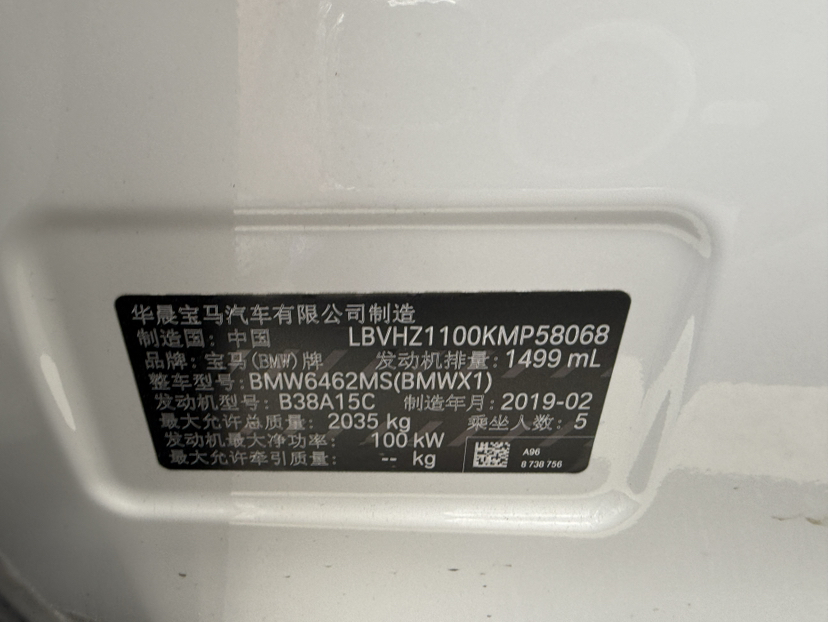 华晨宝马汽车有限公司制造
制造国：中国 LBVHZ1100KMP58068
品牌：宝马(BMW)牌 发动机排量：1499 mL
整车型号：BMW6462MS(BMWX1)
发动机型号：B38A15C 制造年月：2019-02
最大允许总质量：2035 kg 乘坐人数：5
发动机最大净功率：100 kW
最大允许牵引质量：-- kg
A96
8 738 756